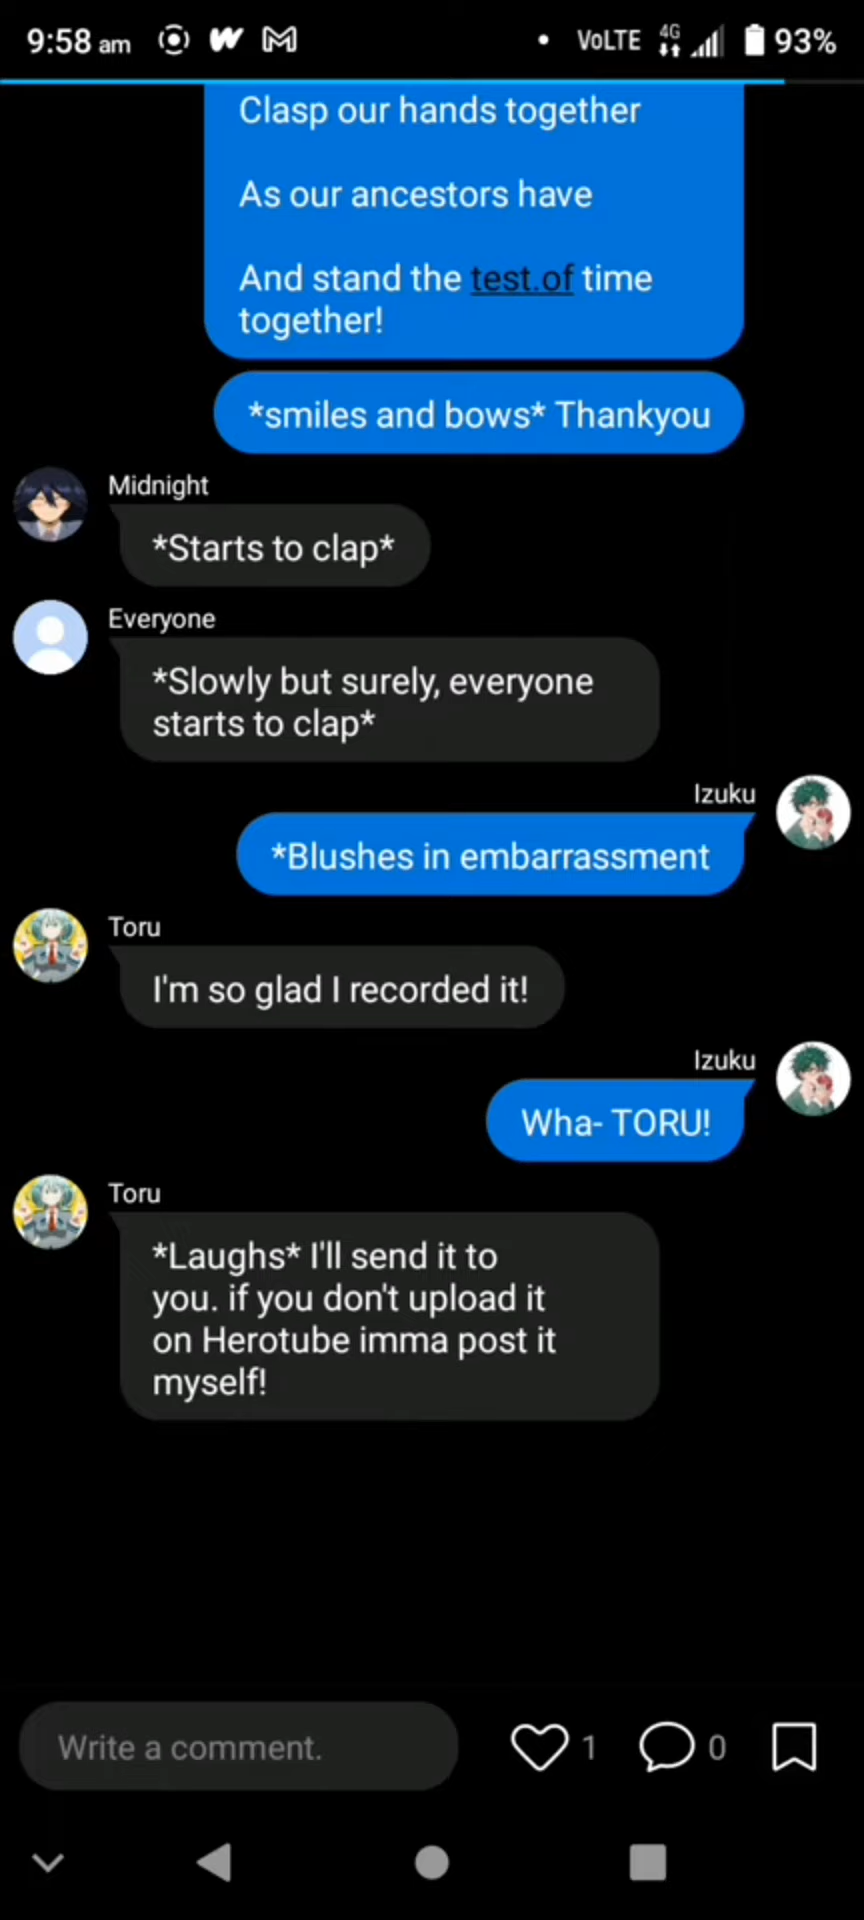 9:58 am
VoLTE 4G 93%
Clasp our hands together
As our ancestors have
And stand the test.of time
together!
*smiles and bows* Thankyou
Midnight
*Starts to clap*
Everyone
*Slowly but surely, everyone
starts to clap*
Izuku
*Blushes in embarrassment
Toru
I'm so glad I recorded it!
Izuku
Wha- TORU!
Toru
*Laughs* I'll send it to
you. if you don't upload it
on Herotube imma post it
myself!
Write a comment.
1
0